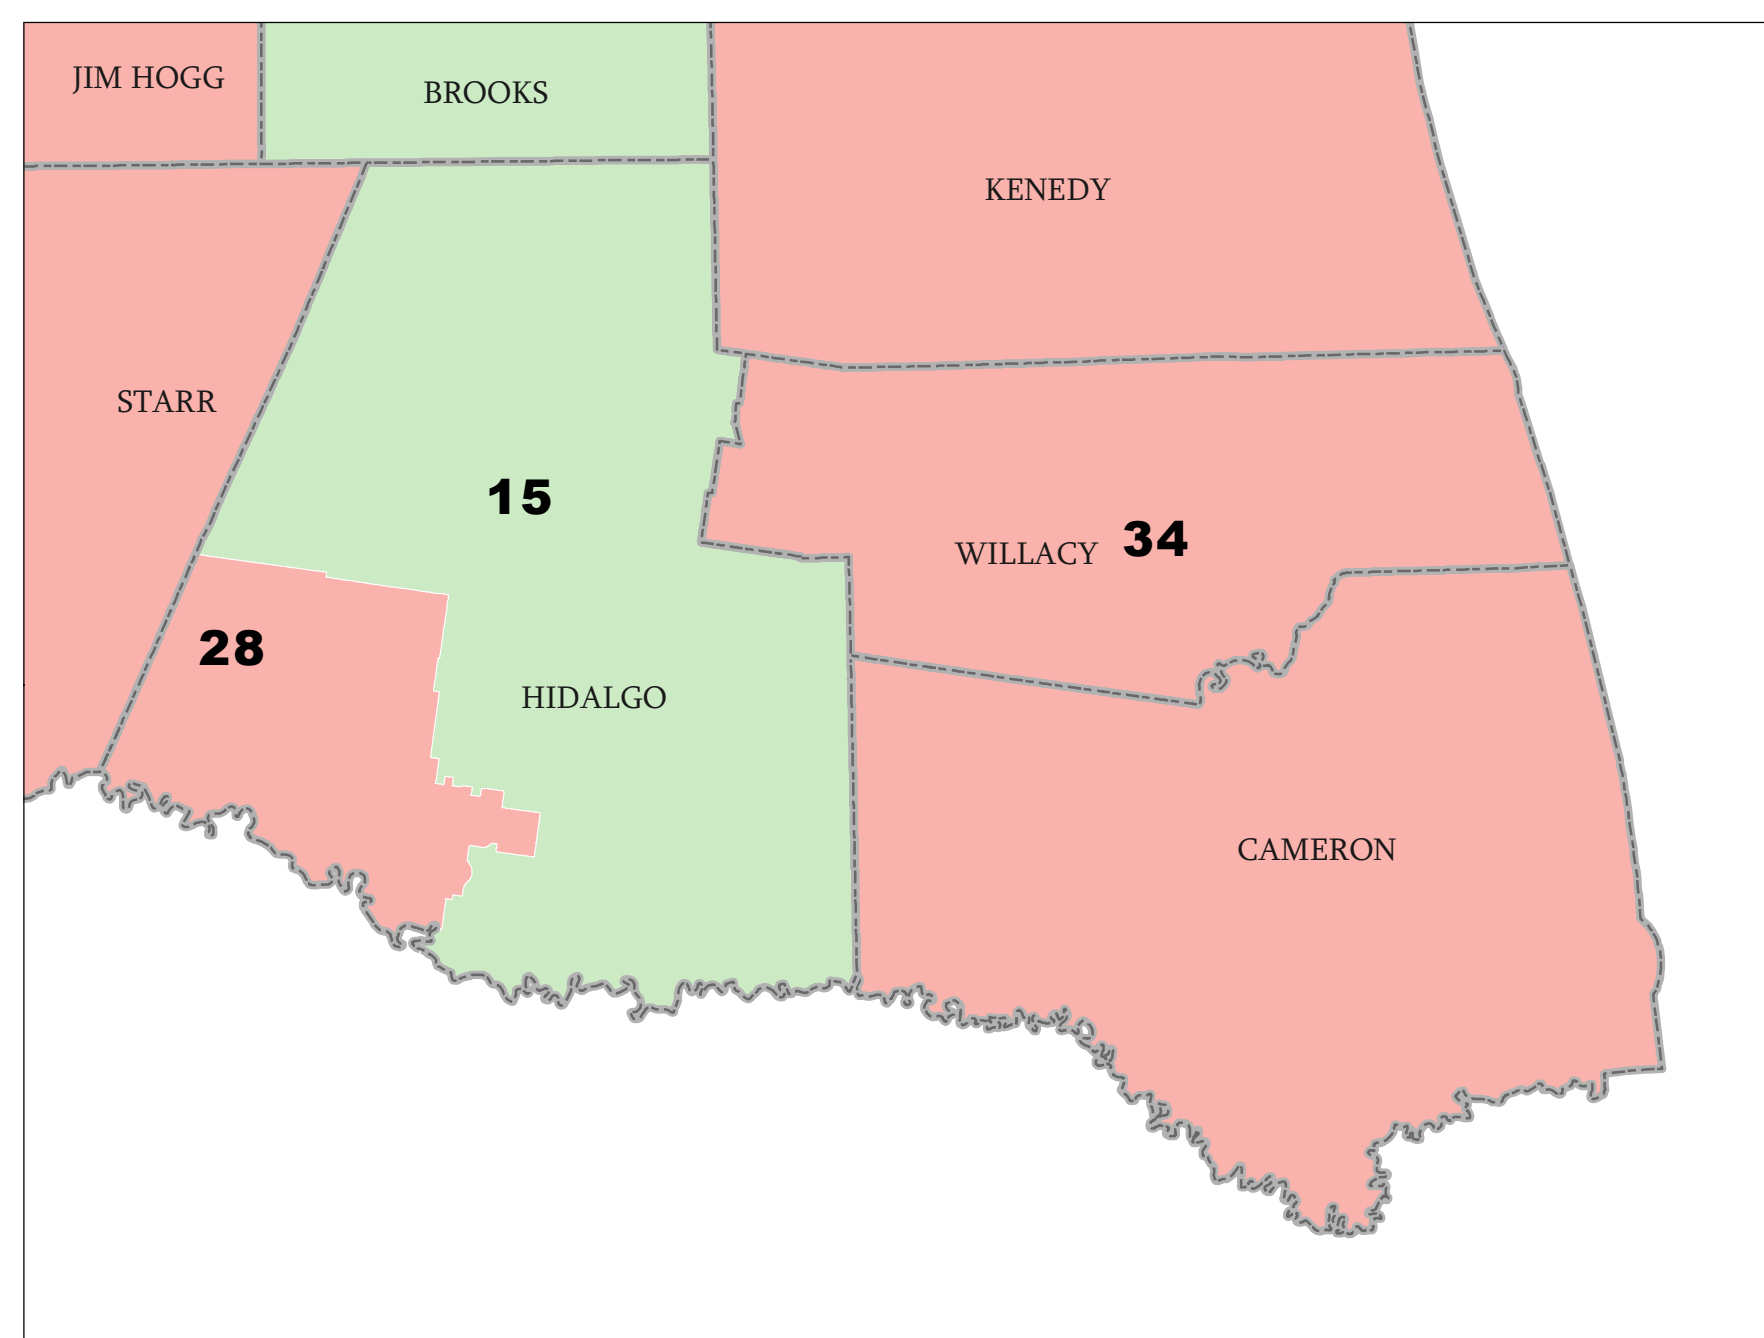 JIM HOGG
BROOKS
KENEDY
STARR
15
WILLACY 34
28
HIDALGO
CAMERON